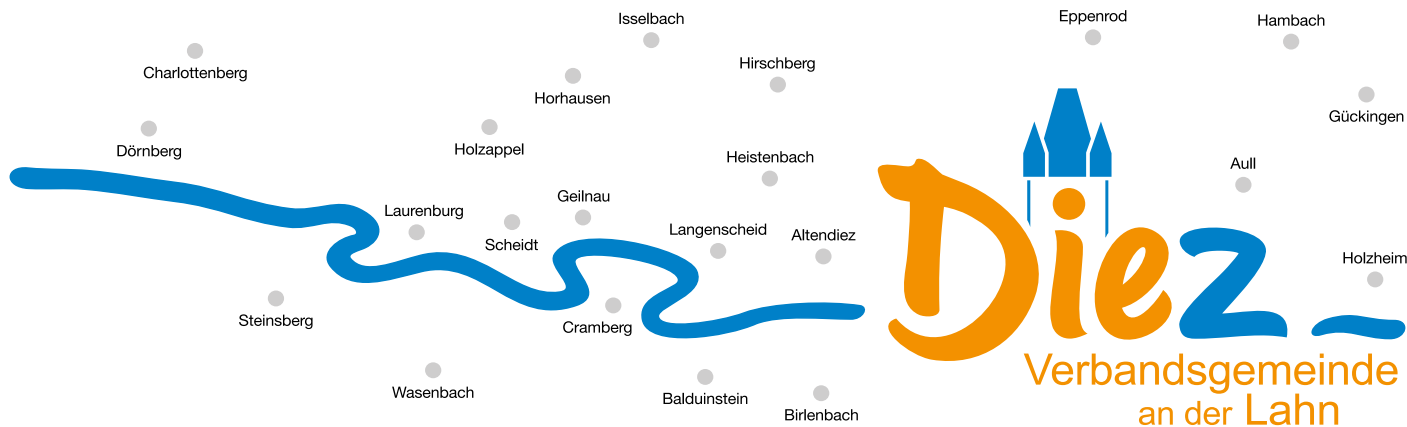 Isselbach
Eppenrod
Hambach
Charlottenberg
Hirschberg
Horhausen
Gückingen
Dörnberg
Holzappel
Heistenbach
Aull
Geilnau
Laurenburg
Scheidt
Langenscheid
Altendiez
Diez
Holzheim
Steinsberg
Cramberg
Verbandsgemeinde
an der Lahn
Wasenbach
Balduinstein
Birlenbach